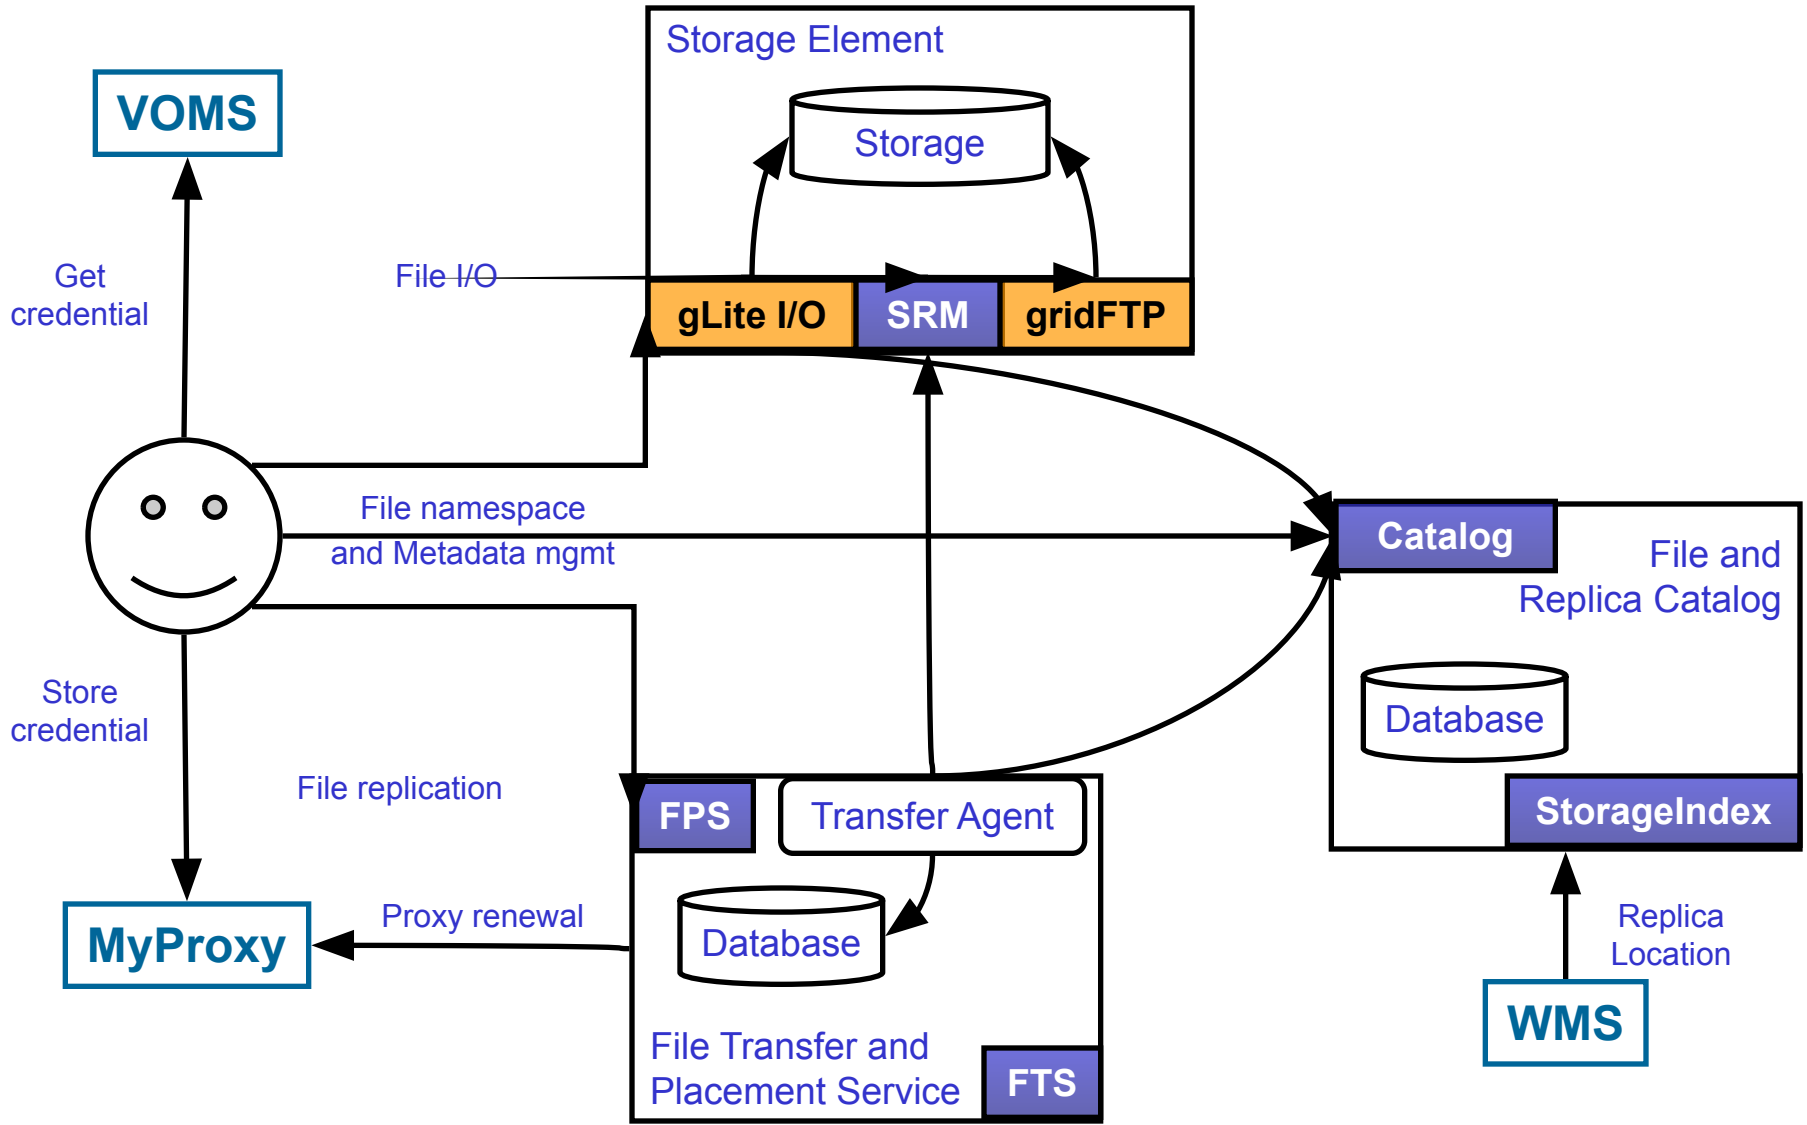 Storage Element
VOMS
Storage
Get
credential
File I/O
gLite I/O
SRM
gridFTP
File namespace
and Metadata mgmt
Catalog
File and
Replica Catalog
Store
credential
Database
File replication
FPS
Transfer Agent
StorageIndex
MyProxy
Proxy renewal
Database
Replica
Location
WMS
File Transfer and
Placement Service
FTS